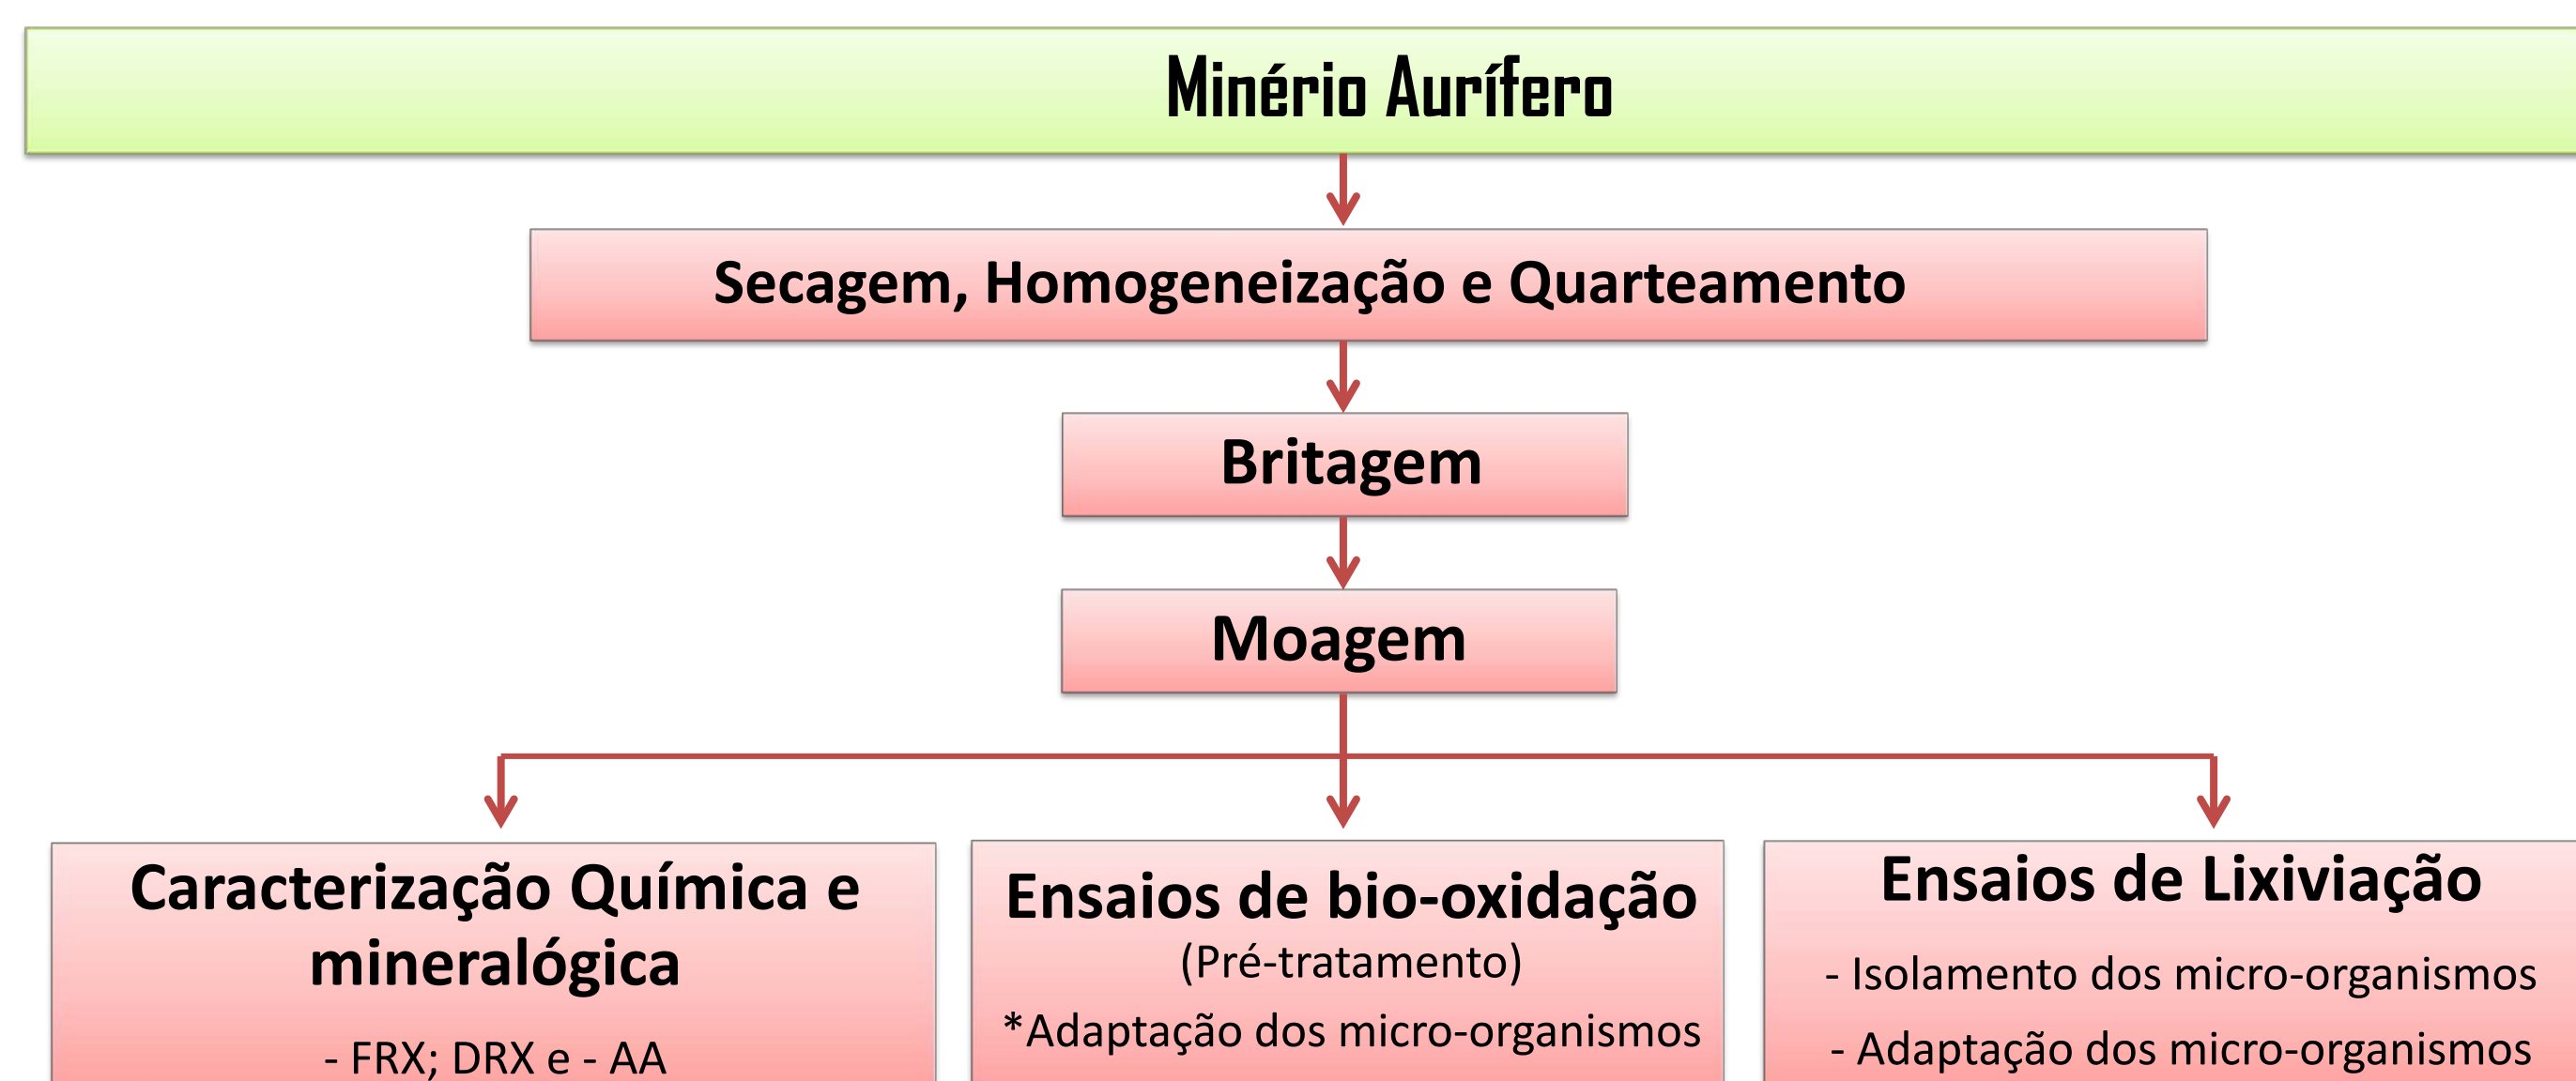 Minério Aurífero
Secagem, Homogeneização e Quarteamento
Britagem
Moagem
Caracterização Química e
mineralógica
- FRX; DRX e - AA
Ensaios de bio-oxidação
(Pré-tratamento)
*Adaptação dos micro-organismos
Ensaios de Lixiviação
- Isolamento dos micro-organismos
- Adaptação dos micro-organismos